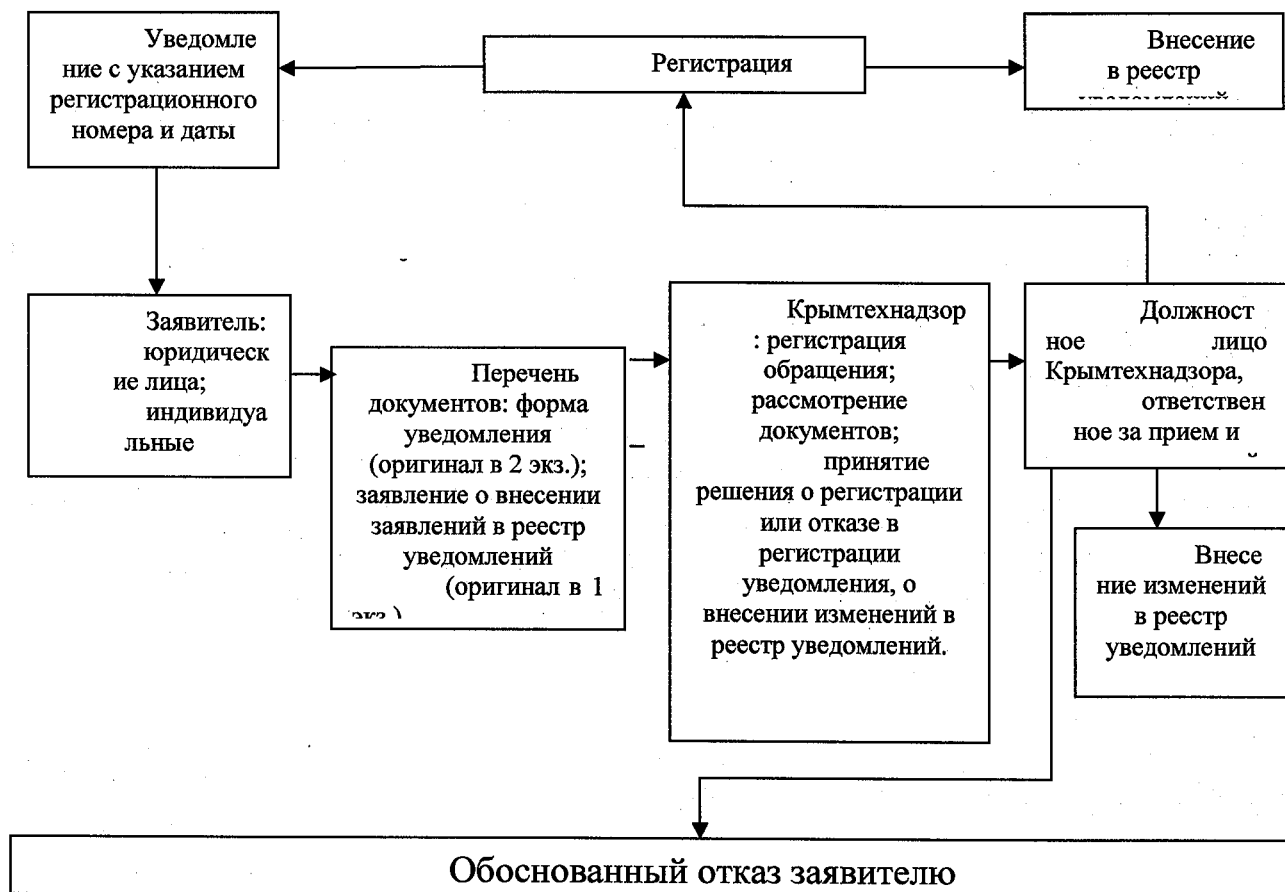 Уведомле
ние с указанием
регистрационного
номера и даты
Регистрация
Внесение
в реестр
Заявитель:
юридическ
ие лица;
индивидуа
льные
Перечень
документов: форма
уведомления
(оригинал в 2 экз.);
заявление о внесении
заявлений в реестр
уведомлений
(оригинал в 1
экз.)
Крымтехнадзор
: регистрация
обращения;
рассмотрение
документов;
принятие
решения о регистрации
или отказе в
регистрации
уведомления, о
внесении изменений в
реестр уведомлений.
Должност
ное лицо
Крымтехнадзора,
ответствен
ное за прием и
Внесе
ние изменений
в реестр
уведомлений
Обоснованный отказ заявителю